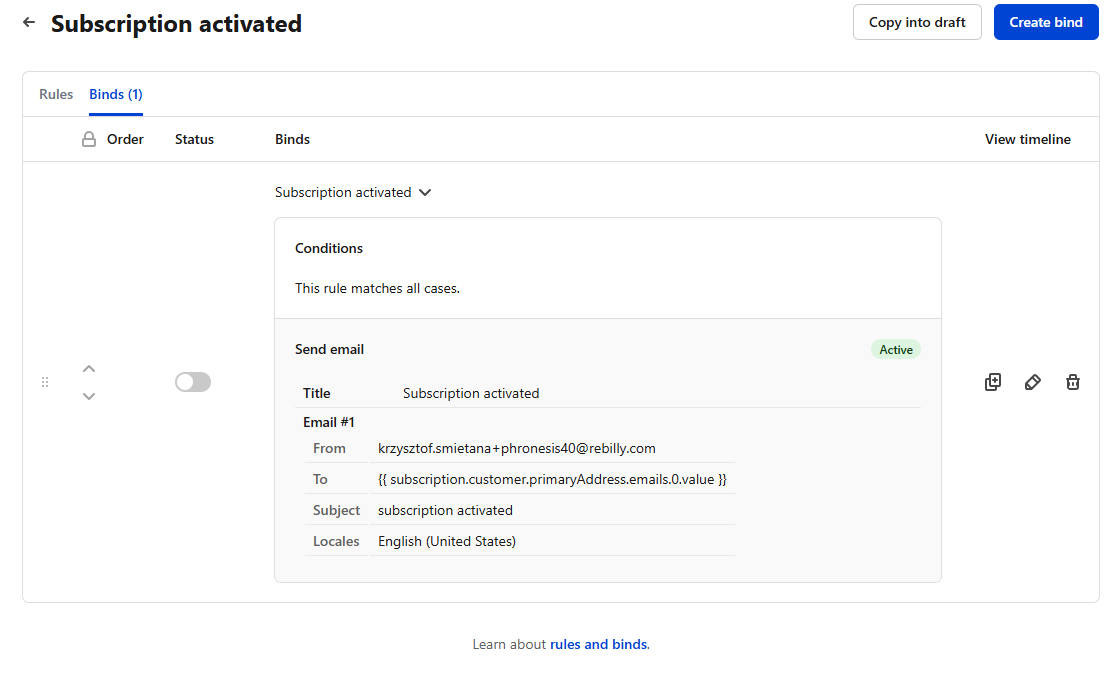 Subscription activated
Copy into draft
Create bind
Rules
Binds (1)
Order
Status
Binds
View timeline
Subscription activated
Conditions
This rule matches all cases.
Send email
Active
Title
Subscription activated
Email #1
From
krzysztof.smietana+phronesis40@rebilly.com
To
{{ subscription.customer.primaryAddress.emails.0.value }}
Subject
subscription activated
Locales
English (United States)
Learn about rules and binds.